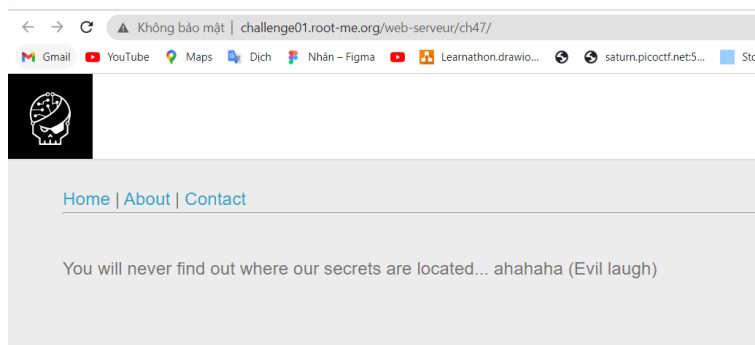 Không bảo mật | challenge01.root-me.org/web-serveur/ch47/
Gmail YouTube Maps Dịch Nhân – Figma Learnathon.drawio... saturn.picoctf.net:5... Sto
Home | About | Contact
You will never find out where our secrets are located... ahahaha (Evil laugh)